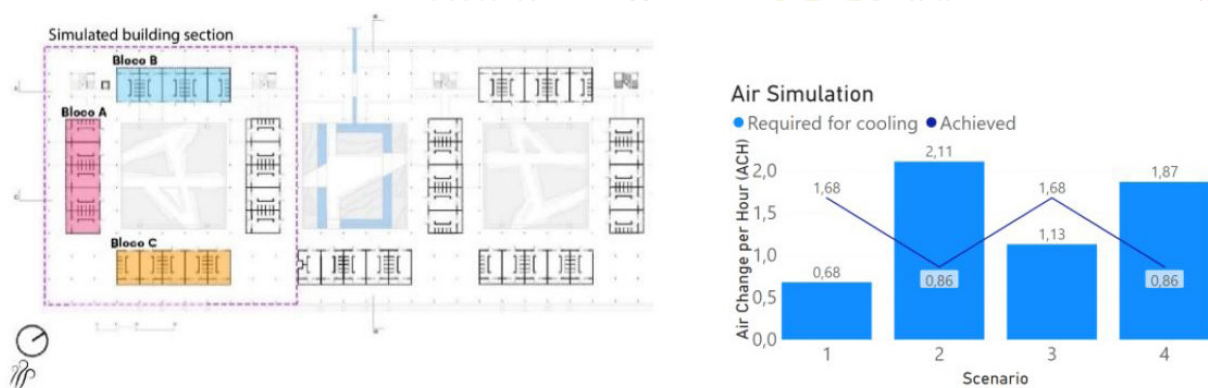 Simulated building section
Bloco B
Bloco A
Bloco C
Air Simulation
Required for cooling Achieved
Air Change per Hour (ACH)
2,0
1,5
1,0
0,5
0,0
1,68
2,11
1,68
1,87
0,68
0,86
1,13
0,86
1 2 3 4
Scenario